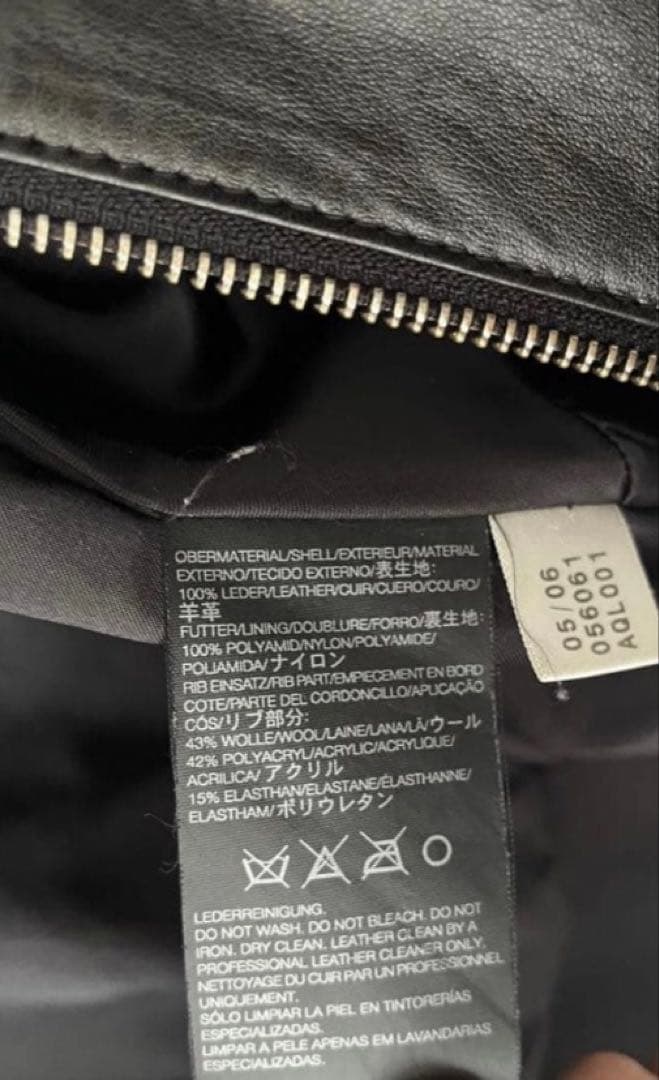 OBERMATERIAL/SHELL/EXTERIEUR/MATERIAL
EXTERNO/TECIDO EXTERNO/表生地:
100% LEDER/LEATHER/CUIR/CUERO/COURO/
羊革
FUTTER/LINING/DOUBLURE/FORRO/裏生地:
100% POLYAMID/NYLON/POLYAMIDE/
POLIAMIDA/ナイロン
RIB EINSATZ/RIB PART/EMPIECEMENT EN BORD
COTE/PARTE DEL CORDONCILLO/APLICAÇÃO
CÓS/リブ部分:
43% WOLLE/WOOL/LAINE/LANA/LÃ/ウール
42% POLYACRYL/ACRYLIC/ACRYLIQUE/
ACRILICA/アクリル
15% ELASTHAN/ELASTANE/ÉLASTHANNE/
ELASTHAM/ポリウレタン
LEDERREINIGUNG.
DO NOT WASH. DO NOT BLEACH. DO NOT
IRON. DRY CLEAN. LEATHER CLEAN BY A
PROFESSIONAL LEATHER CLEANER ONLY.
NETTOYAGE DU CUIR PAR UN PROFESSIONNEL
UNIQUEMENT.
SÓLO LIMPIAR LA PIEL EN TINTORERÍAS
ESPECIALIZADAS.
LIMPAR A PELE APENAS EM LAVANDARIAS
ESPECIALIZADAS.
05/06
056061
AQL001